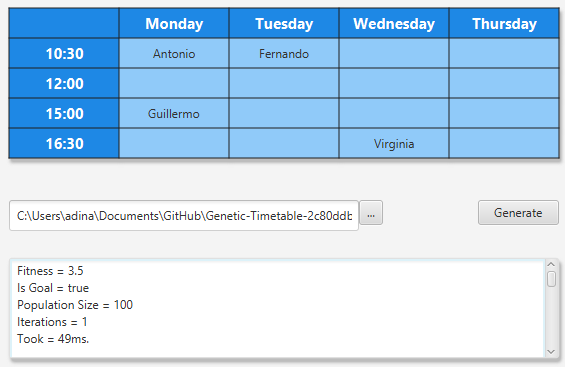 Monday Tuesday Wednesday Thursday
10:30 Antonio Fernando
12:00
15:00 Guillermo
16:30 Virginia
C:\Users\adina\Documents\GitHub\Genetic-Timetable-2c80ddb ... Generate
Fitness = 3.5
Is Goal = true
Population Size = 100
Iterations = 1
Took = 49ms.